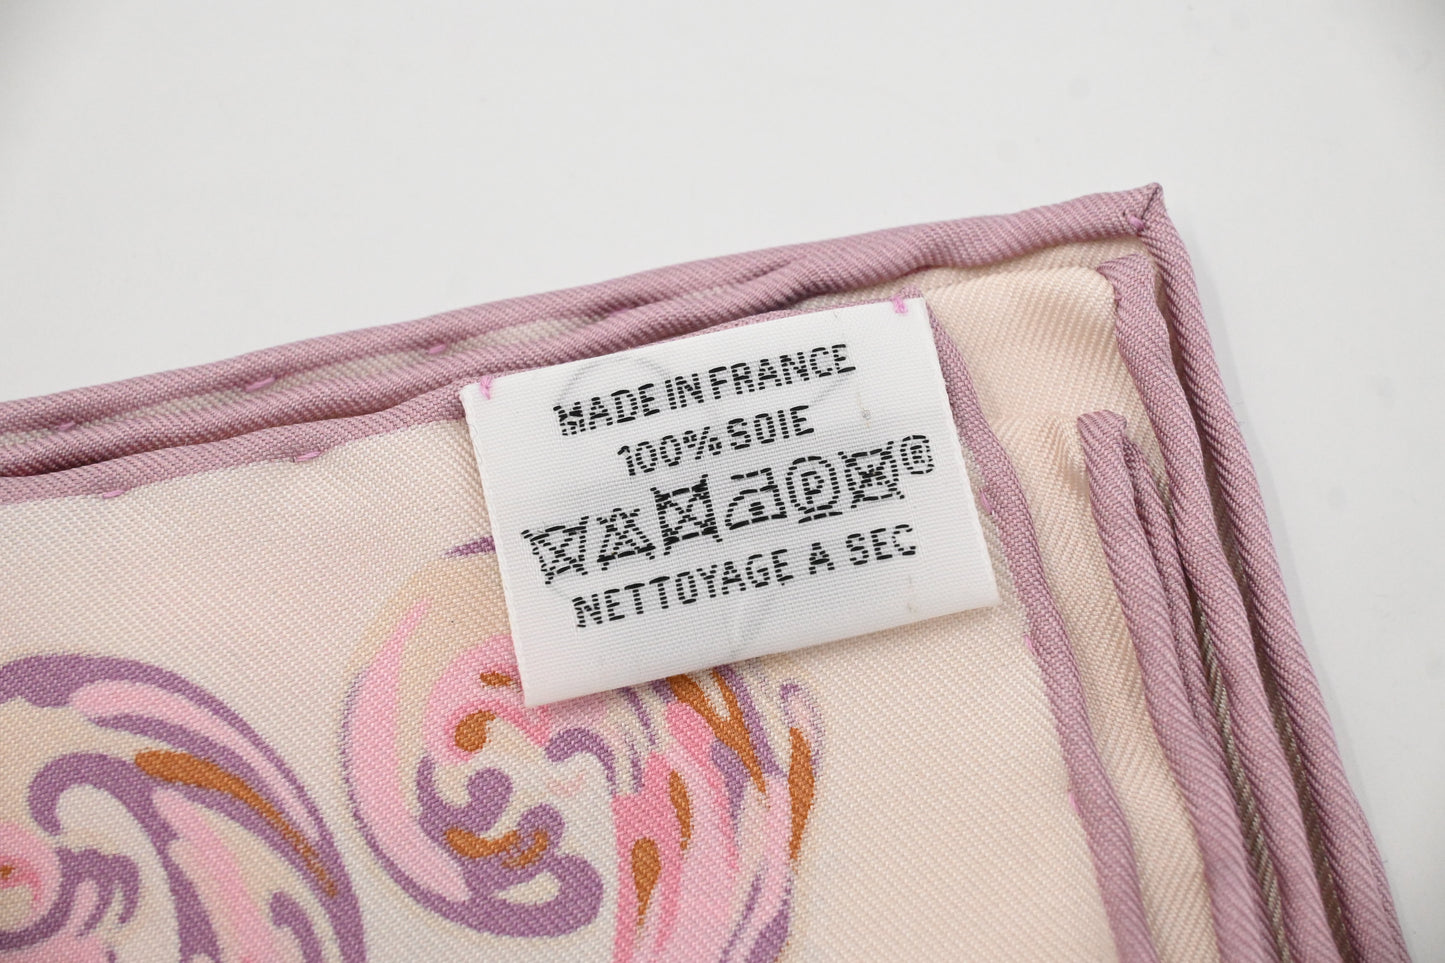 MADE IN FRANCE
100% SOIE
P ®
NETTOYAGE A SEC